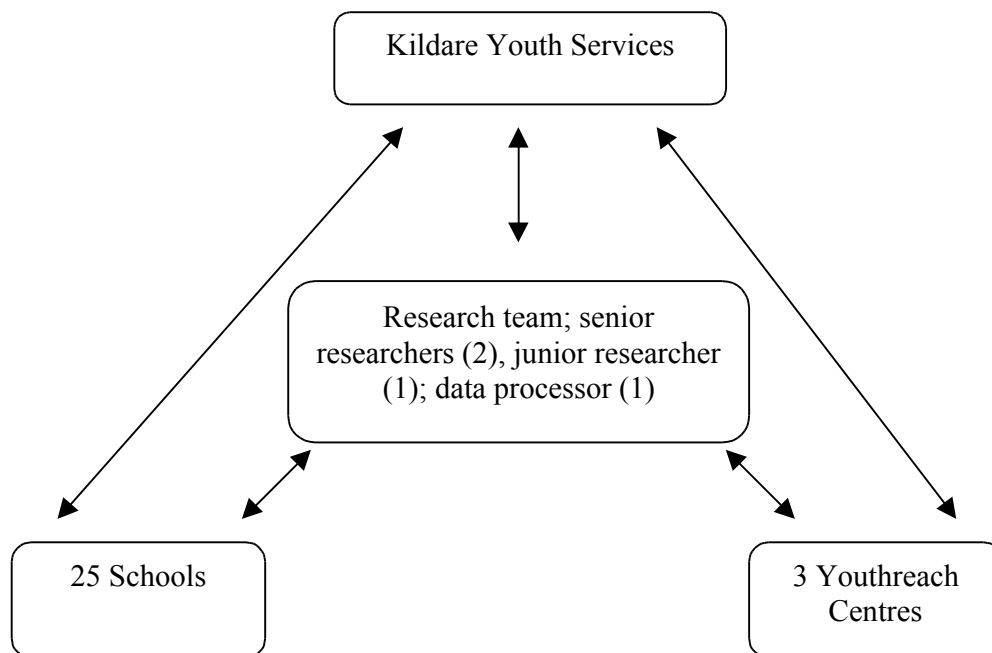 Kildare Youth Services
Research team; senior
researchers (2), junior researcher
(1); data processor (1)
25 Schools
3 Youthreach
Centres